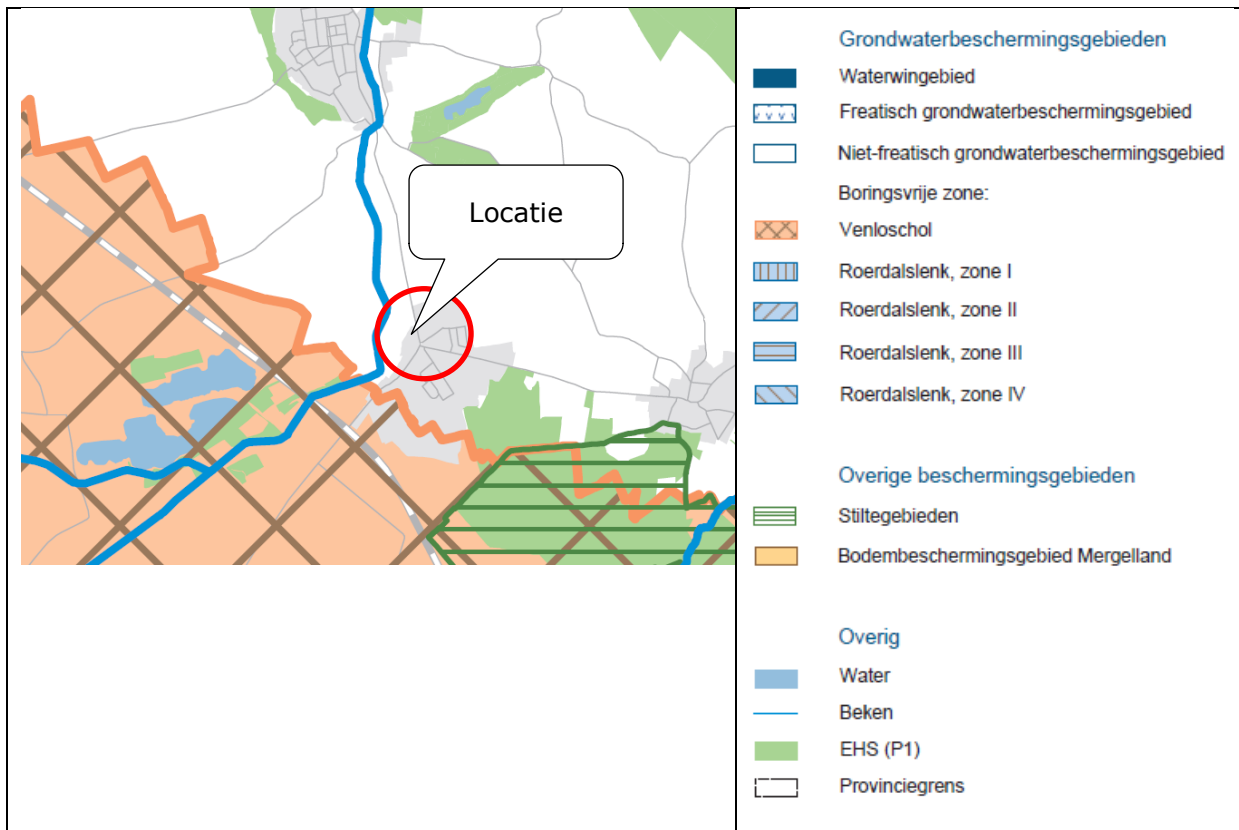 Locatie
Grondwaterbeschermingsgebieden
Waterwingebied
Freatisch grondwaterbeschermingsgebied
Niet-freatisch grondwaterbeschermingsgebied
Boringsvrije zone:
Venloschol
Roerdalslenk, zone I
Roerdalslenk, zone II
Roerdalslenk, zone III
Roerdalslenk, zone IV
Overige beschermingsgebieden
Stiltegebieden
Bodembeschermingsgebied Mergelland
Overig
Water
Beken
EHS (P1)
Provinciegrens